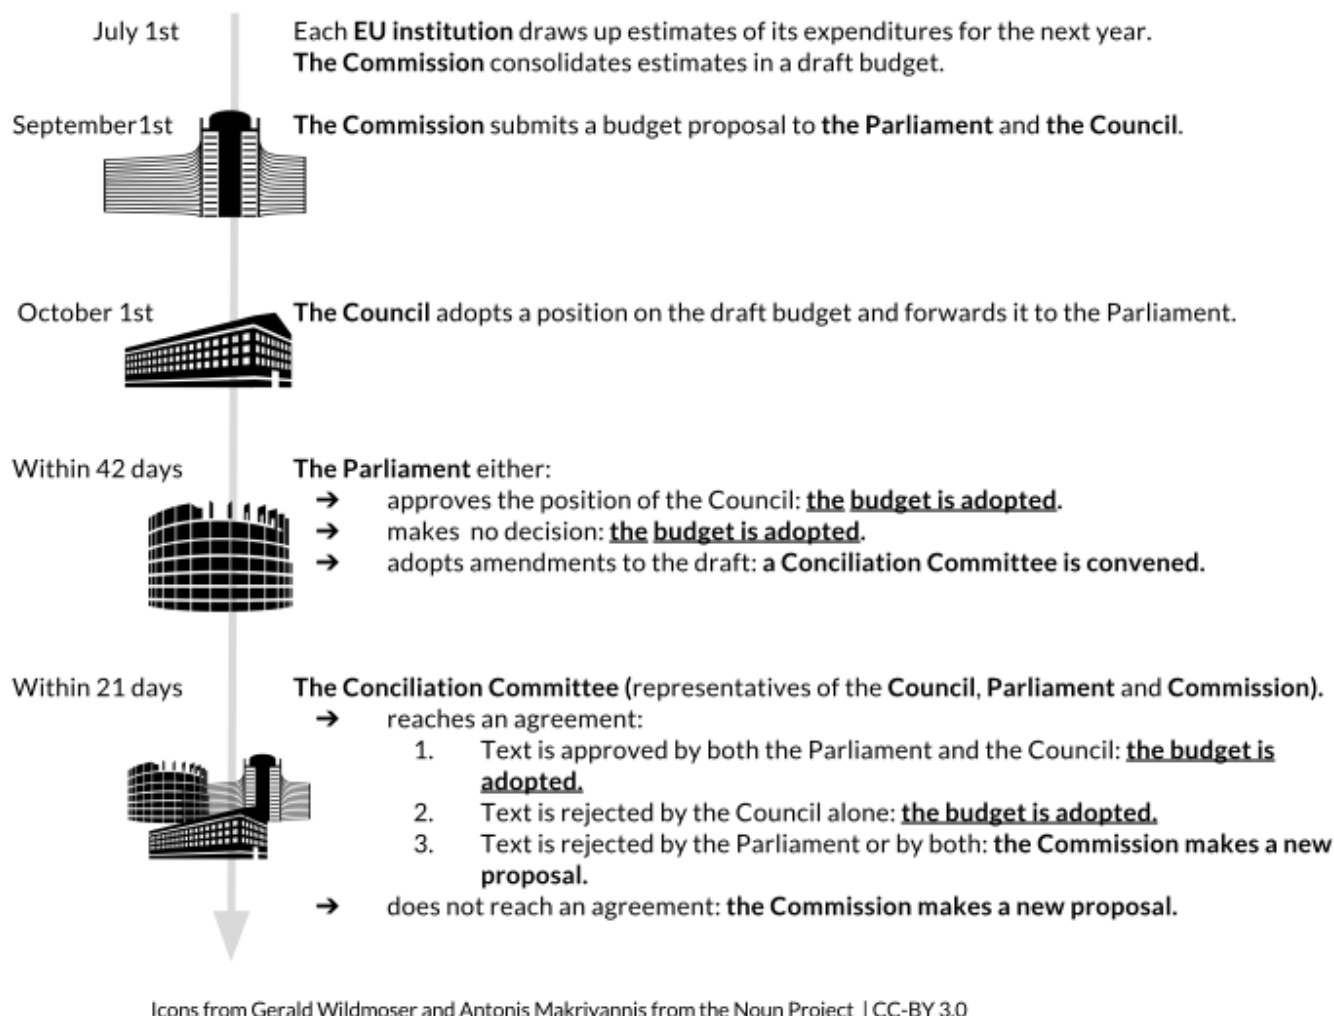 July 1st Each EU institution draws up estimates of its expenditures for the next year.
The Commission consolidates estimates in a draft budget.
September1st The Commission submits a budget proposal to the Parliament and the Council.
October 1st The Council adopts a position on the draft budget and forwards it to the Parliament.
Within 42 days The Parliament either:
➔ approves the position of the Council: the budget is adopted.
➔ makes no decision: the budget is adopted.
➔ adopts amendments to the draft: a Conciliation Committee is convened.
Within 21 days The Conciliation Committee (representatives of the Council, Parliament and Commission).
➔ reaches an agreement:
1. Text is approved by both the Parliament and the Council: the budget is
adopted.
2. Text is rejected by the Council alone: the budget is adopted.
3. Text is rejected by the Parliament or by both: the Commission makes a new
proposal.
➔ does not reach an agreement: the Commission makes a new proposal.
Icons from Gerald Wildmoser and Antonis Makriyannis from the Noun Project | CC-BY 3.0